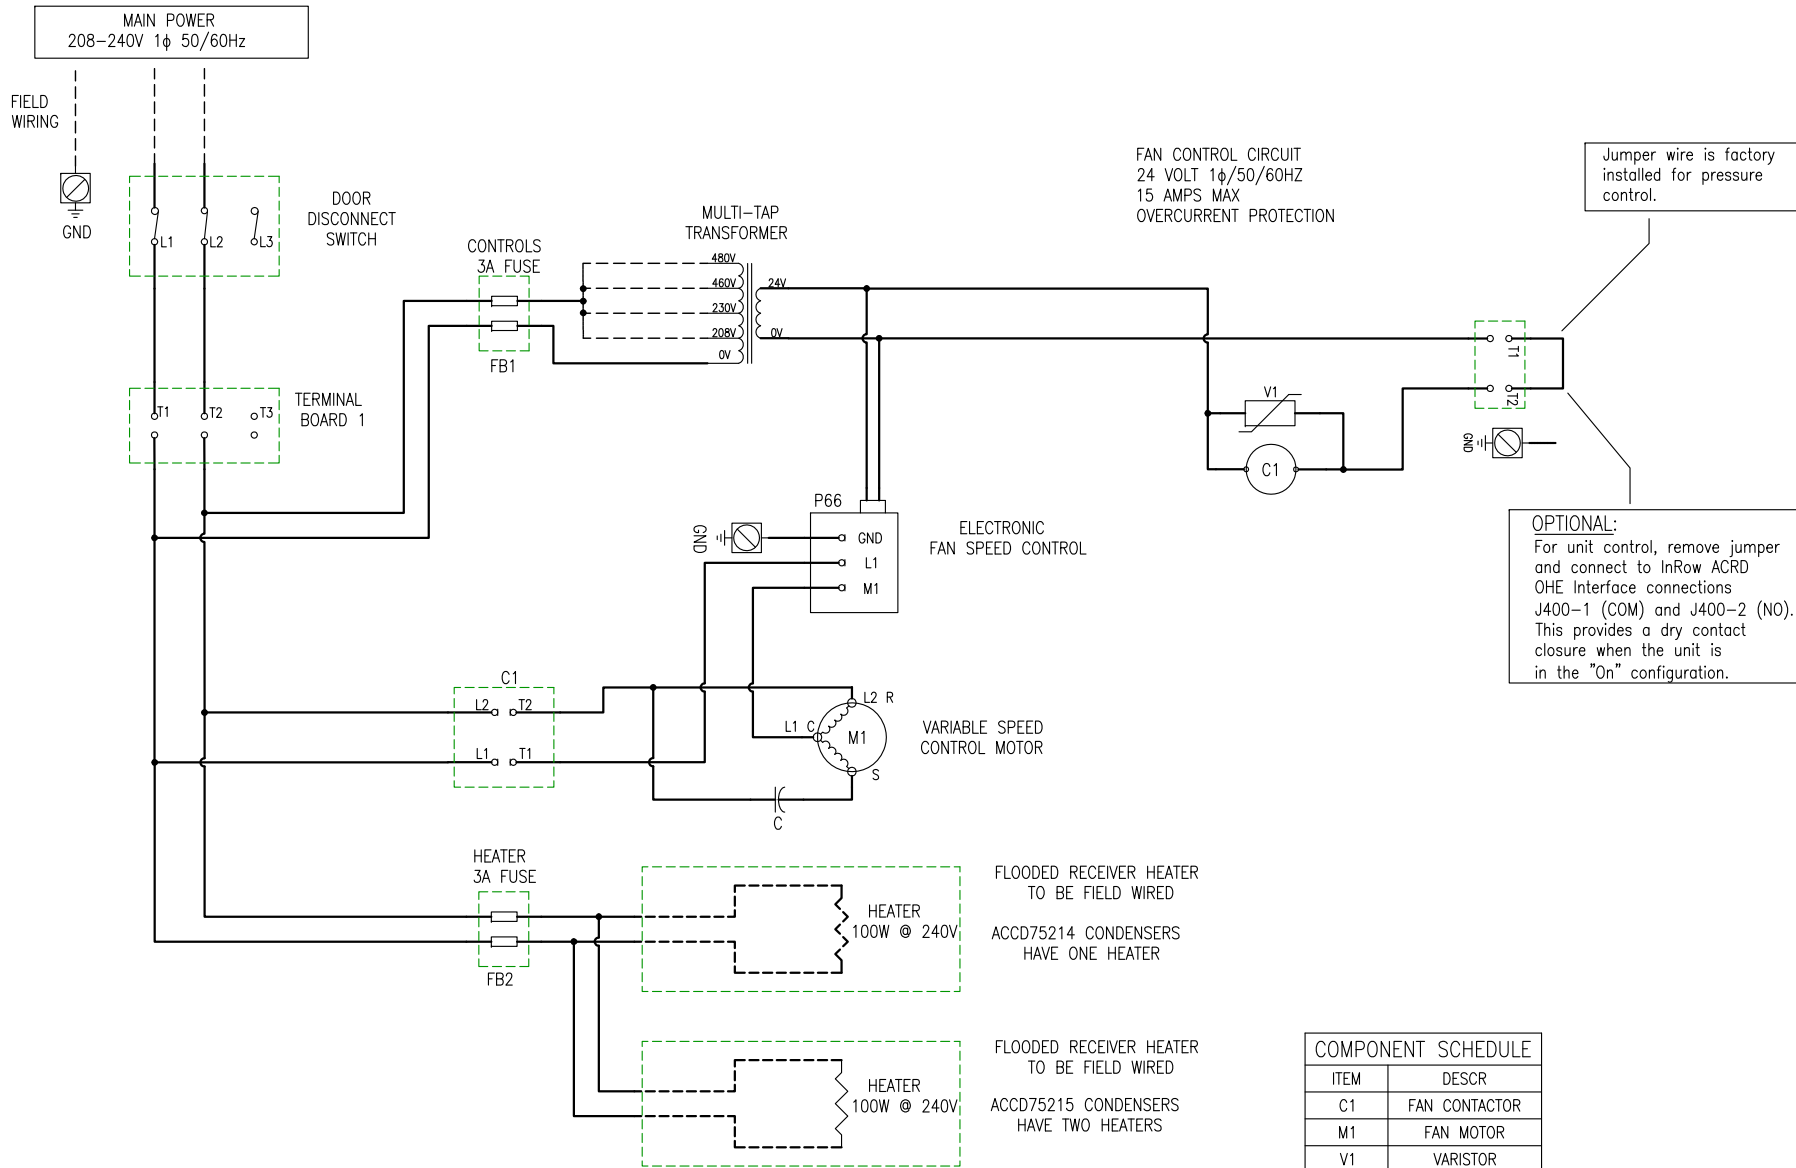 MAIN POWER
208-240V 1ϕ 50/60Hz
FIELD
WIRING
GND
DOOR
DISCONNECT
SWITCH
L1
L2
L3
TERMINAL
BOARD 1
T1
T2
T3
CONTROLS
3A FUSE
FB1
MULTI-TAP
TRANSFORMER
480V
460V
230V
208V
0V
24V
0V
FAN CONTROL CIRCUIT
24 VOLT 1ϕ/50/60HZ
15 AMPS MAX
OVERCURRENT PROTECTION
Jumper wire is factory
installed for pressure
control.
T1
T2
GND
V1
C1
OPTIONAL:
For unit control, remove jumper
and connect to InRow ACRD
OHE Interface connections
J400-1 (COM) and J400-2 (NO).
This provides a dry contact
closure when the unit is
in the "On" configuration.
P66
GND
GND
L1
M1
ELECTRONIC
FAN SPEED CONTROL
C1
L2
T2
L1
T1
L2 R
L1 C
M1
S
C
VARIABLE SPEED
CONTROL MOTOR
HEATER
3A FUSE
FB2
HEATER
100W @ 240V
FLOODED RECEIVER HEATER
TO BE FIELD WIRED
ACCD75214 CONDENSERS
HAVE ONE HEATER
HEATER
100W @ 240V
FLOODED RECEIVER HEATER
TO BE FIELD WIRED
ACCD75215 CONDENSERS
HAVE TWO HEATERS
COMPONENT SCHEDULE
ITEM DESCR
C1 FAN CONTACTOR
M1 FAN MOTOR
V1 VARISTOR